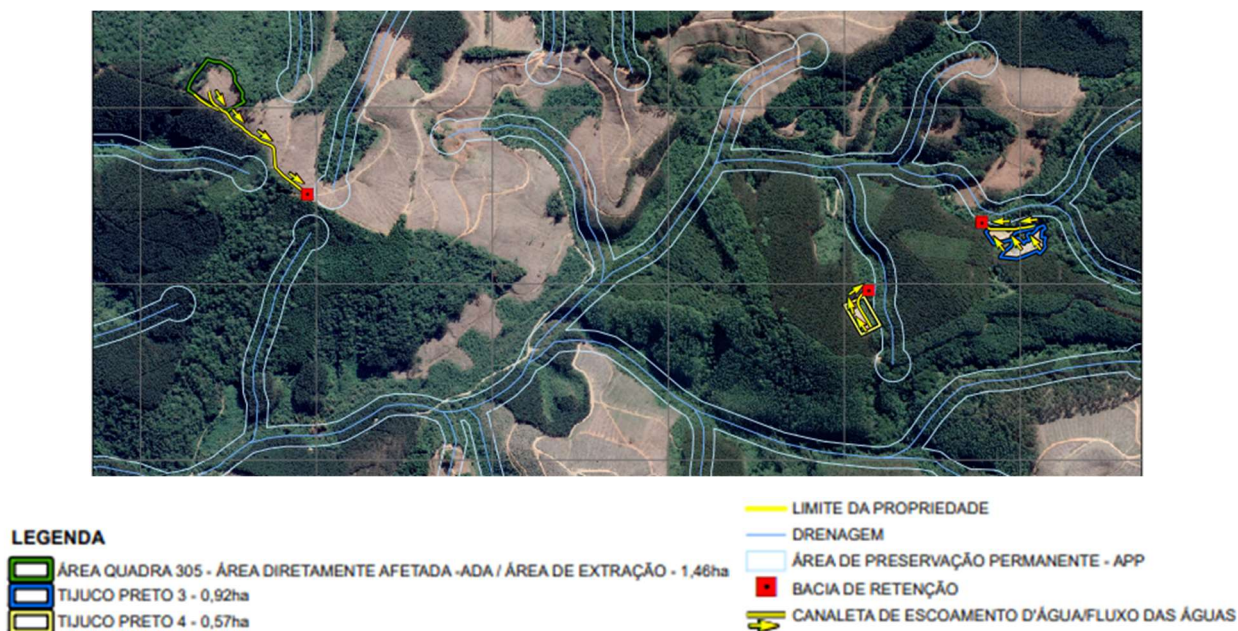 LEGENDA
ÁREA QUADRA 305 - ÁREA DIRETAMENTE AFETADA -ADA / ÁREA DE EXTRAÇÃO - 1,46ha
TIJUCO PRETO 3 - 0,92ha
TIJUCO PRETO 4 - 0,57ha
LIMITE DA PROPRIEDADE
DRENAGEM
ÁREA DE PRESERVAÇÃO PERMANENTE - APP
BACIA DE RETENÇÃO
CANALETA DE ESCOAMENTO D'ÁGUA/FLUXO DAS ÁGUAS